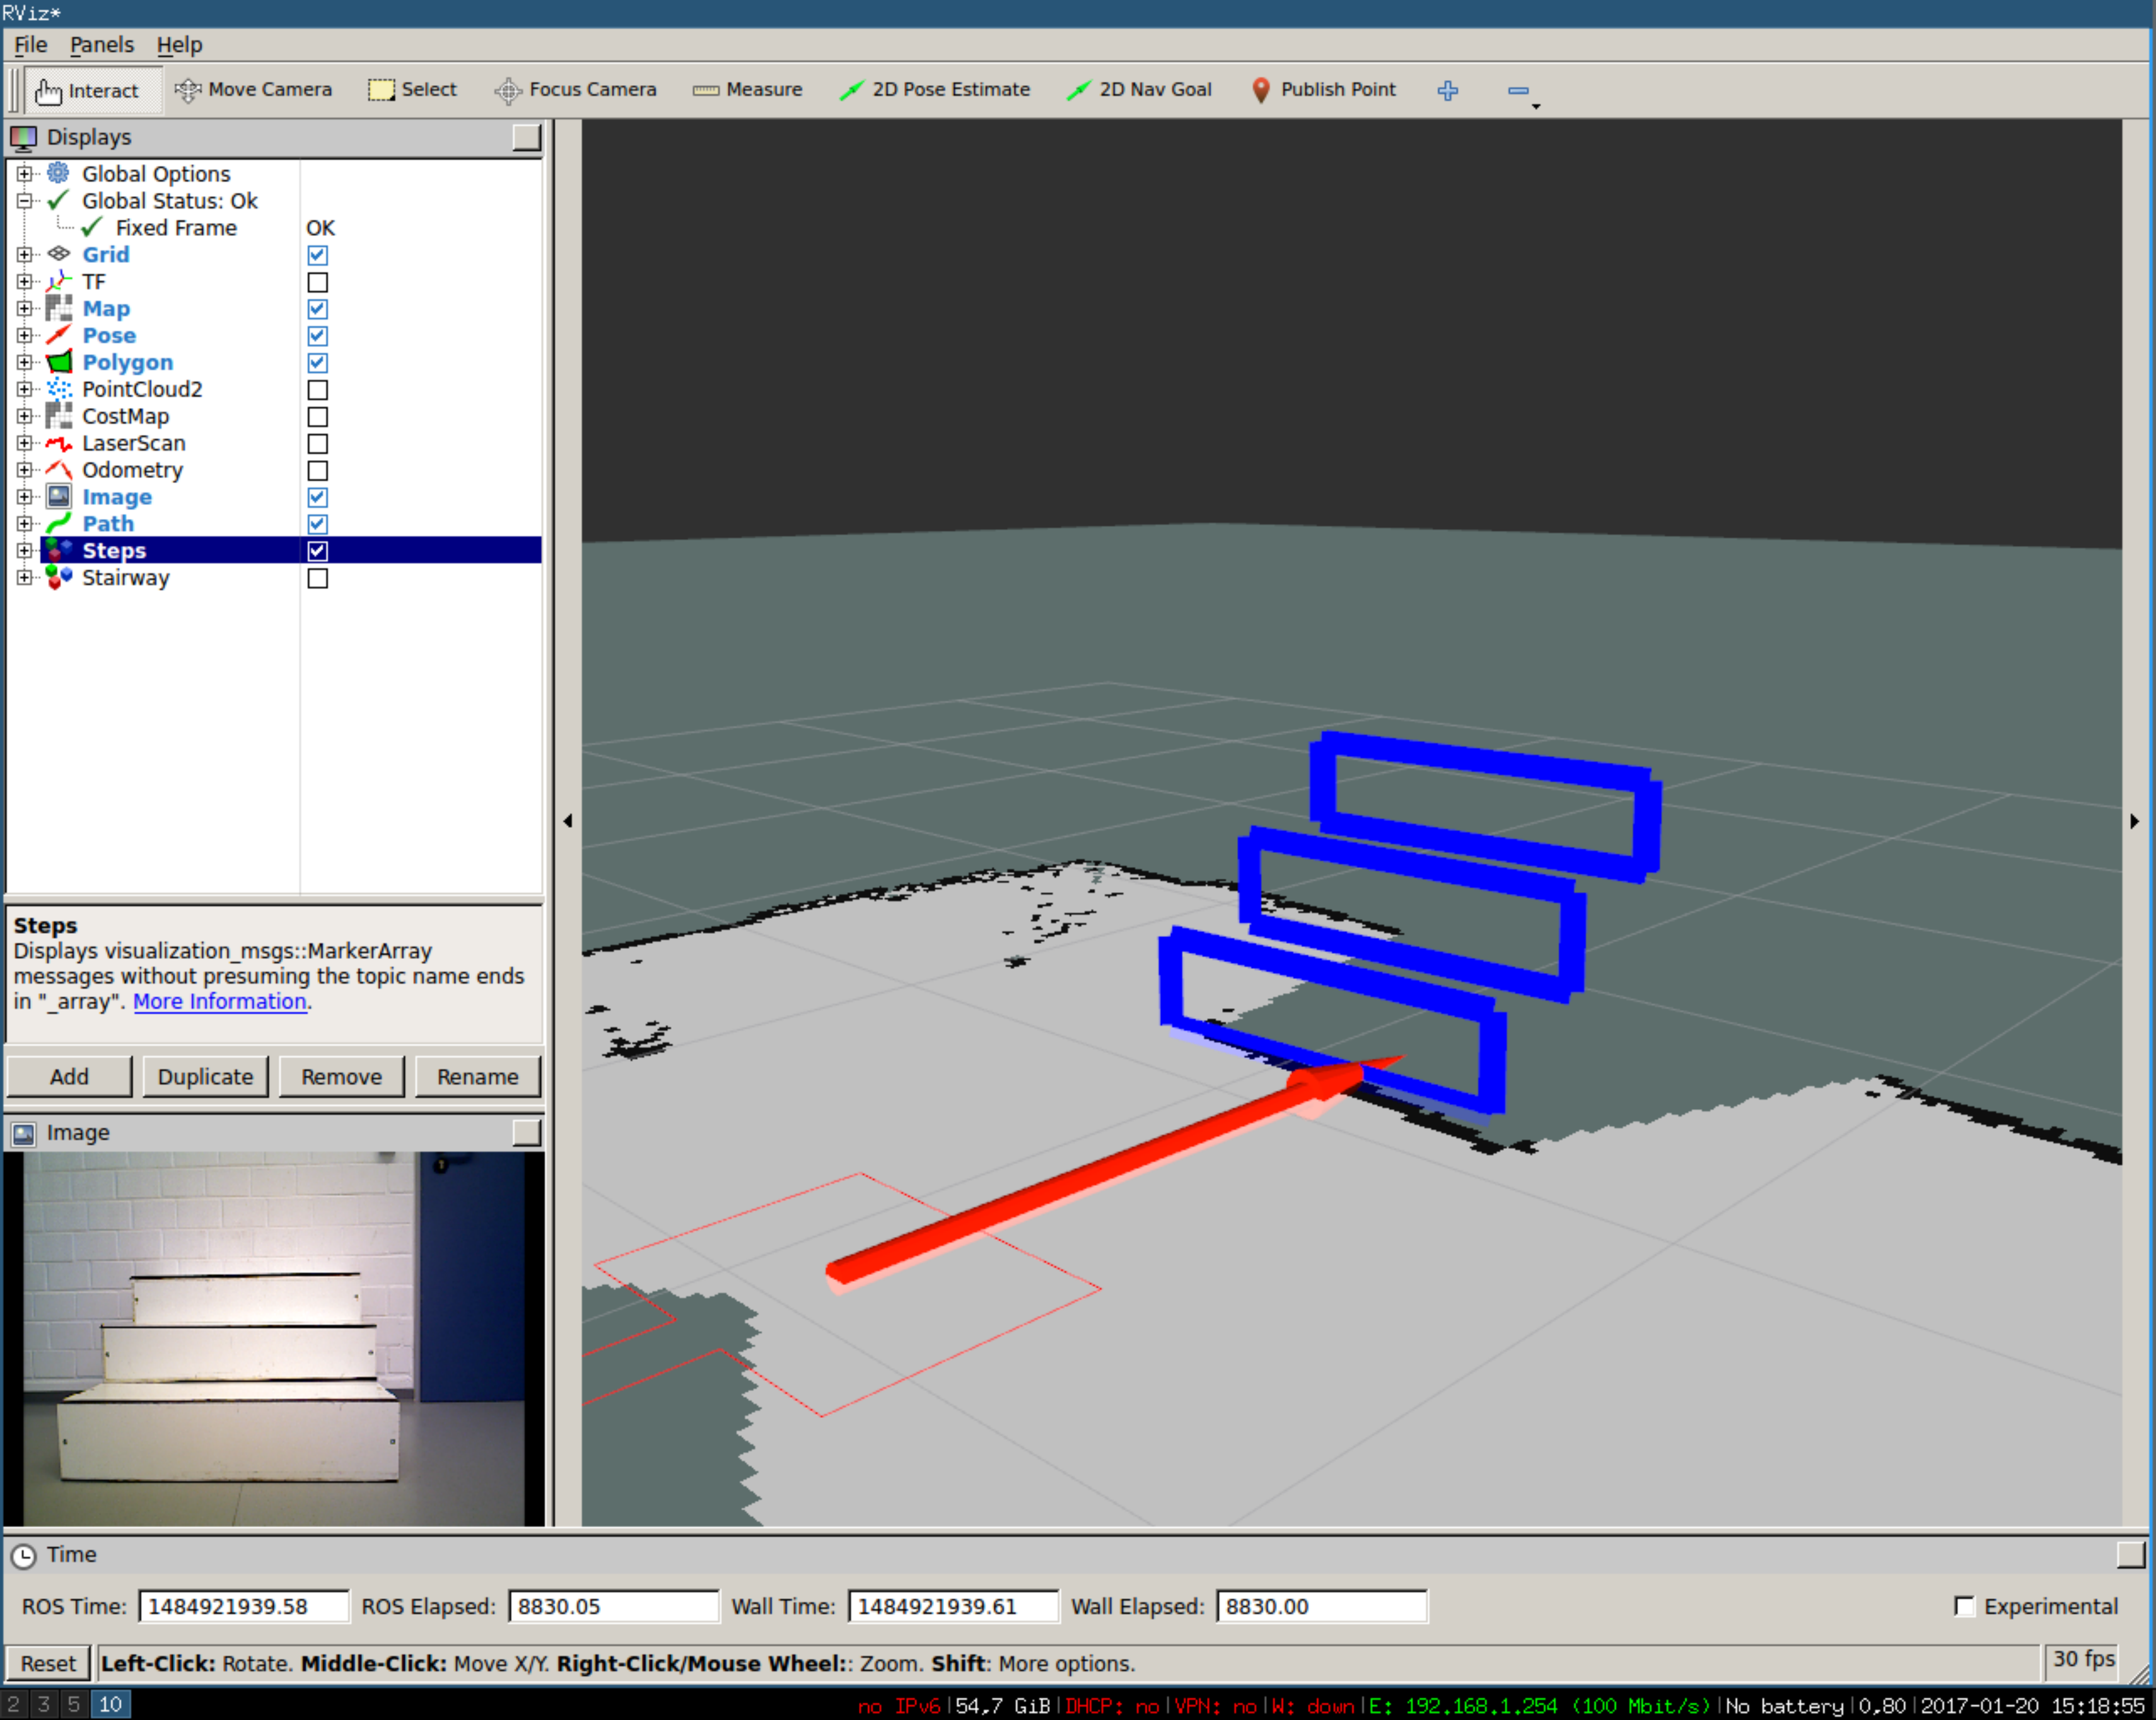 RViz*
File Panels Help
Interact Move Camera Select Focus Camera Measure 2D Pose Estimate 2D Nav Goal Publish Point
Displays
Global Options
Global Status: Ok
Fixed Frame OK
Grid
TF
Map
Pose
Polygon
PointCloud2
CostMap
LaserScan
Odometry
Image
Path
Steps
Stairway
Steps
Displays visualization_msgs::MarkerArray
messages without presuming the topic name ends
in "_array". More Information.
Add Duplicate Remove Rename
Image
Time
ROS Time: 1484921939.58 ROS Elapsed: 8830.05 Wall Time: 1484921939.61 Wall Elapsed: 8830.00 Experimental
Reset Left-Click: Rotate. Middle-Click: Move X/Y. Right-Click/Mouse Wheel:: Zoom. Shift: More options. 30 fps
2 3 5 10 no IPv6|54,7 GiB|DHCP: no|VPN: no|W: down|E: 192.168.1.254 (100 Mbit/s)|No battery|0,80|2017-01-20 15:18:55